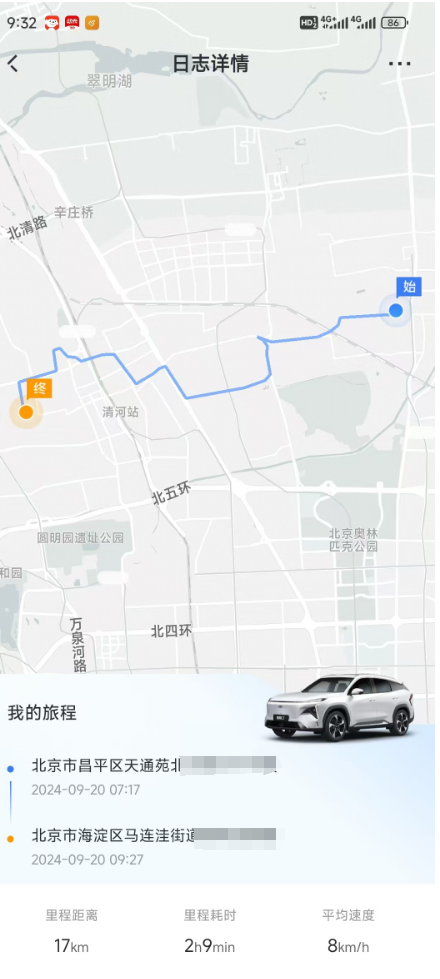 9:32
HD2 4G+ 4G 86
日志详情
翠明湖
辛庄桥
北清路
始
终
清河站
北五环
圆明园遗址公园
北京奥林
匹克公园
和园
万泉河路
北四环
我的旅程
北京市昌平区天通苑北
2024-09-20 07:17
北京市海淀区马连洼街道
2024-09-20 09:27
里程距离 里程耗时 平均速度
17km 2h9min 8km/h